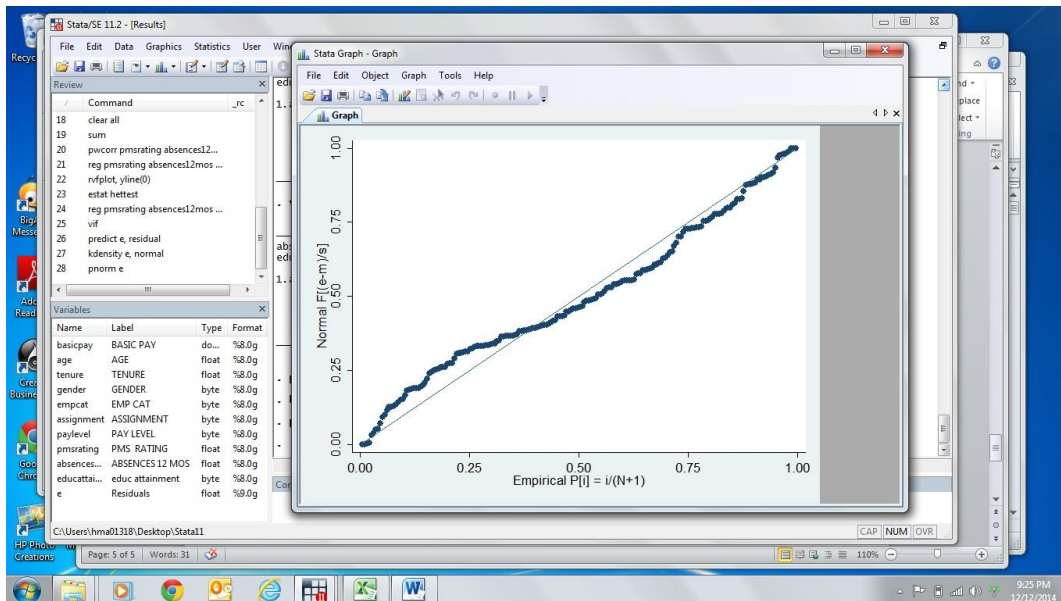 Recyc
Stata/SE 11.2 - [Results]
File Edit Data Graphics Statistics User Win
Review
Command _rc
18 clear all
19 sum
20 pwcorr pmsrating absences12...
21 reg pmsrating absences12mos ...
22 rvfplot, yline(0)
23 estat hettest
24 reg pmsrating absences12mos ...
25 vif
26 predict e, residual
27 kdensity e, normal
28 pnorm e
Variables
Name Label Type Format
basicpay BASIC PAY do... %8.0g
age AGE float %8.0g
tenure TENURE float %8.0g
gender GENDER byte %8.0g
empcat EMP CAT byte %8.0g
assignment ASSIGNMENT byte %8.0g
paylevel PAY LEVEL byte %8.0g
pmsrating PMS RATING float %8.0g
absences... ABSENCES 12 MOS float %8.0g
educattai... educ attainment byte %8.0g
e Residuals float %9.0g
Stata Graph - Graph
File Edit Object Graph Tools Help
Graph
Normal F[(e-m)/s]
1.00
0.75
0.50
0.25
0.00
0.00 0.25 0.50 0.75 1.00
Empirical P[i] = i/(N+1)
C:\Users\hma01318\Desktop\Stata11
CAP NUM OVR
Page: 5 of 5 Words: 31
110%
HP Photo
Creations
9:25 PM
12/12/2014